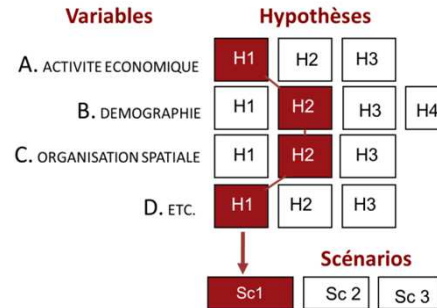 Variables Hypothèses
A. ACTIVITE ECONOMIQUE H1 H2 H3
B. DEMOGRAPHIE H1 H2 H3 H4
C. ORGANISATION SPATIALE H1 H2 H3
D. ETC. H1 H2 H3
Scénarios
Sc1 Sc 2 Sc 3